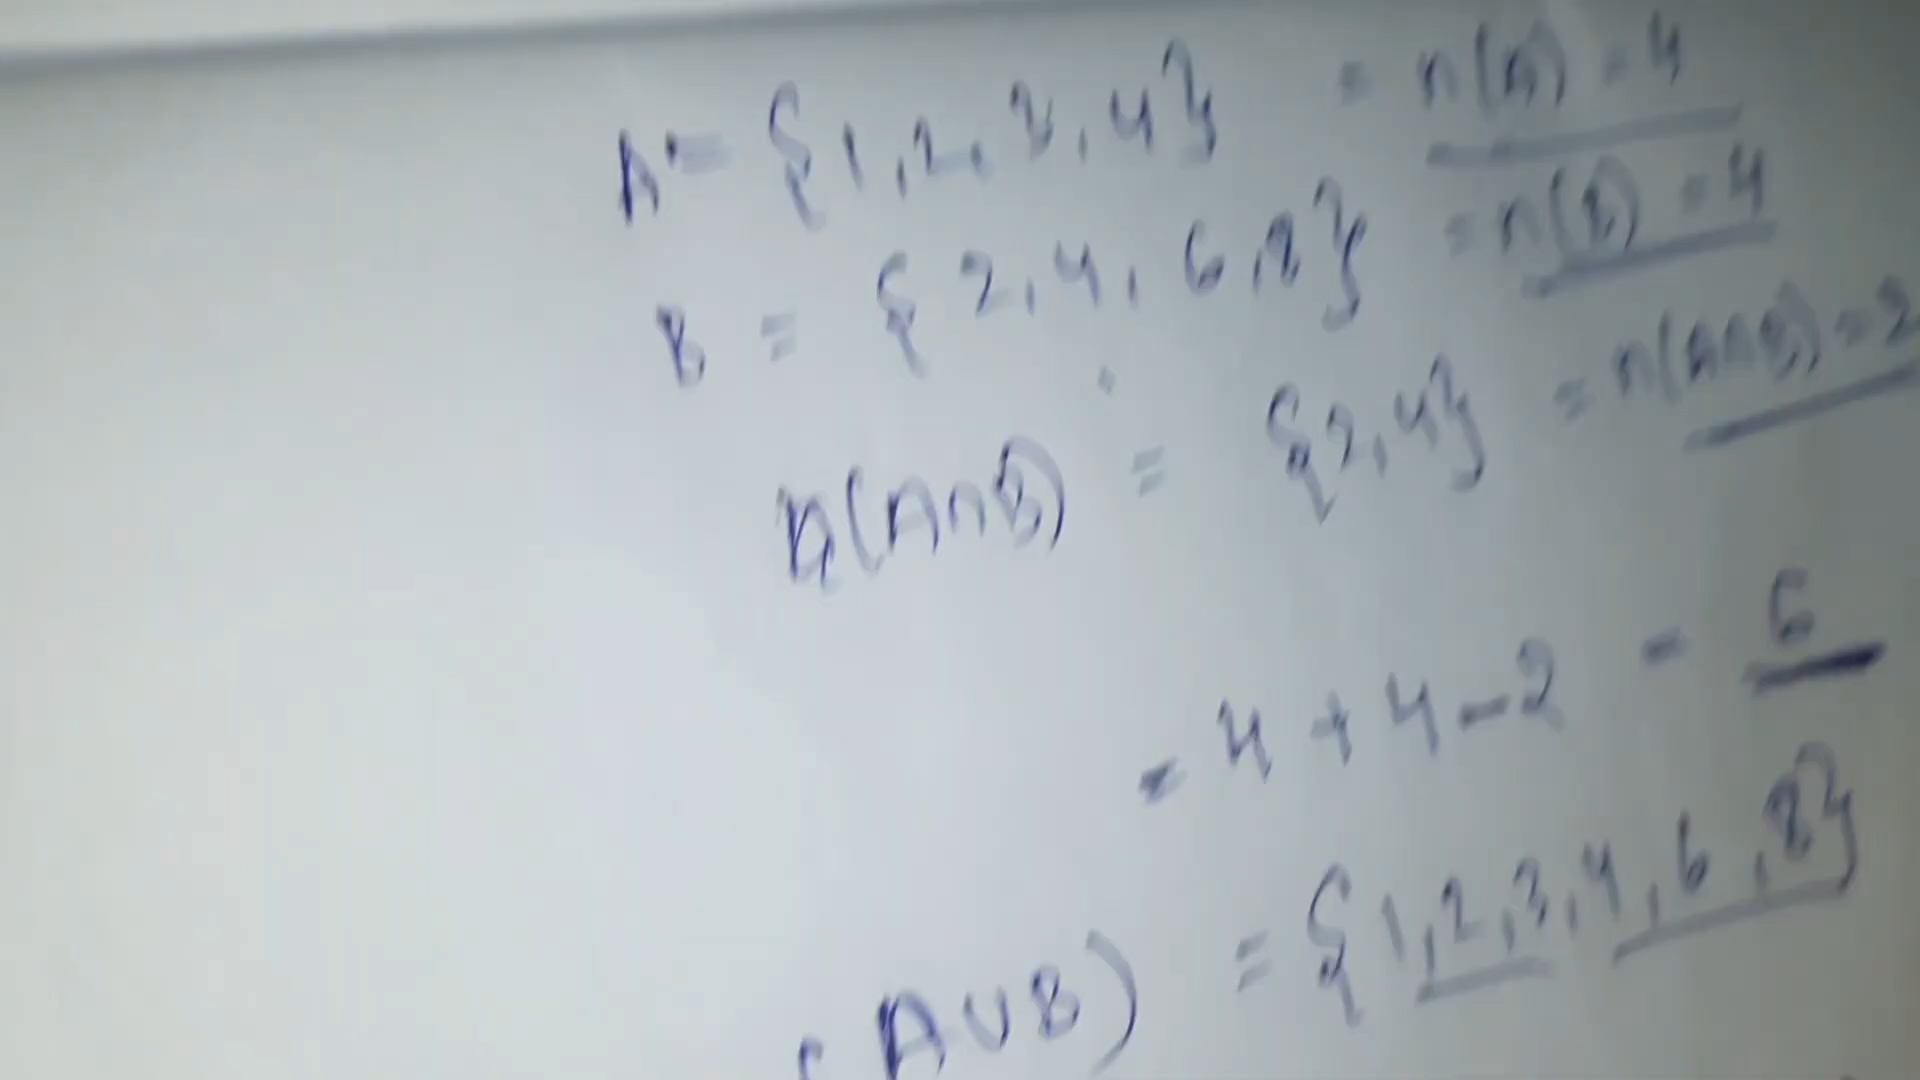 A = {1, 2, 3, 4} = n(A) = 4
B = {2, 4, 6, 8} = n(B) = 4
n(A∩B) = {2, 4} = n(A∩B) = 2
= 4 + 4 - 2 = 6
(A∪B) = {1, 2, 3, 4, 6, 8}